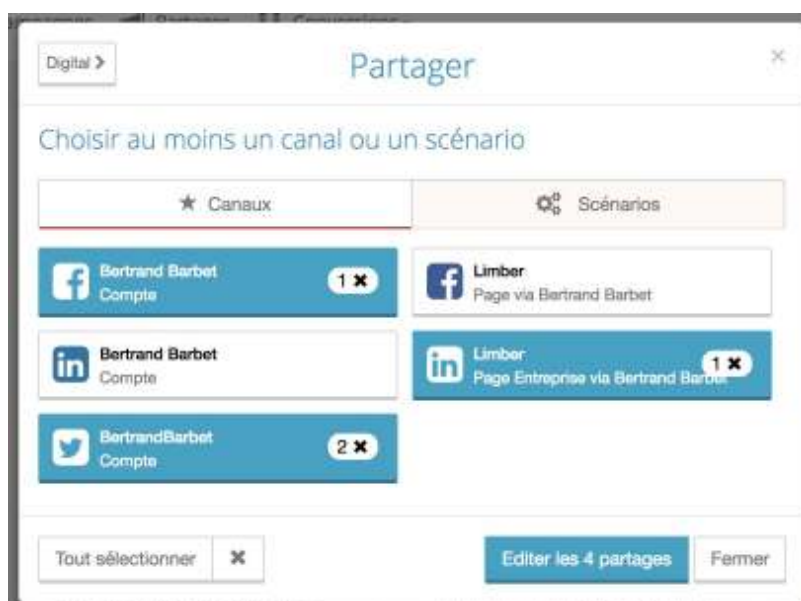 Partager
Digital
Partager
×
Choisir au moins un canal ou un scénario
Canaux
Scénarios
Bertrand Barbet
Compte
1 ✖
Limber
Page via Bertrand Barbet
Bertrand Barbet
Compte
Limber
Page Entreprise via Bertrand Barbet
1 ✖
BertrandBarbet
Compte
2 ✖
Tout sélectionner ✖
Editer les 4 partages
Fermer